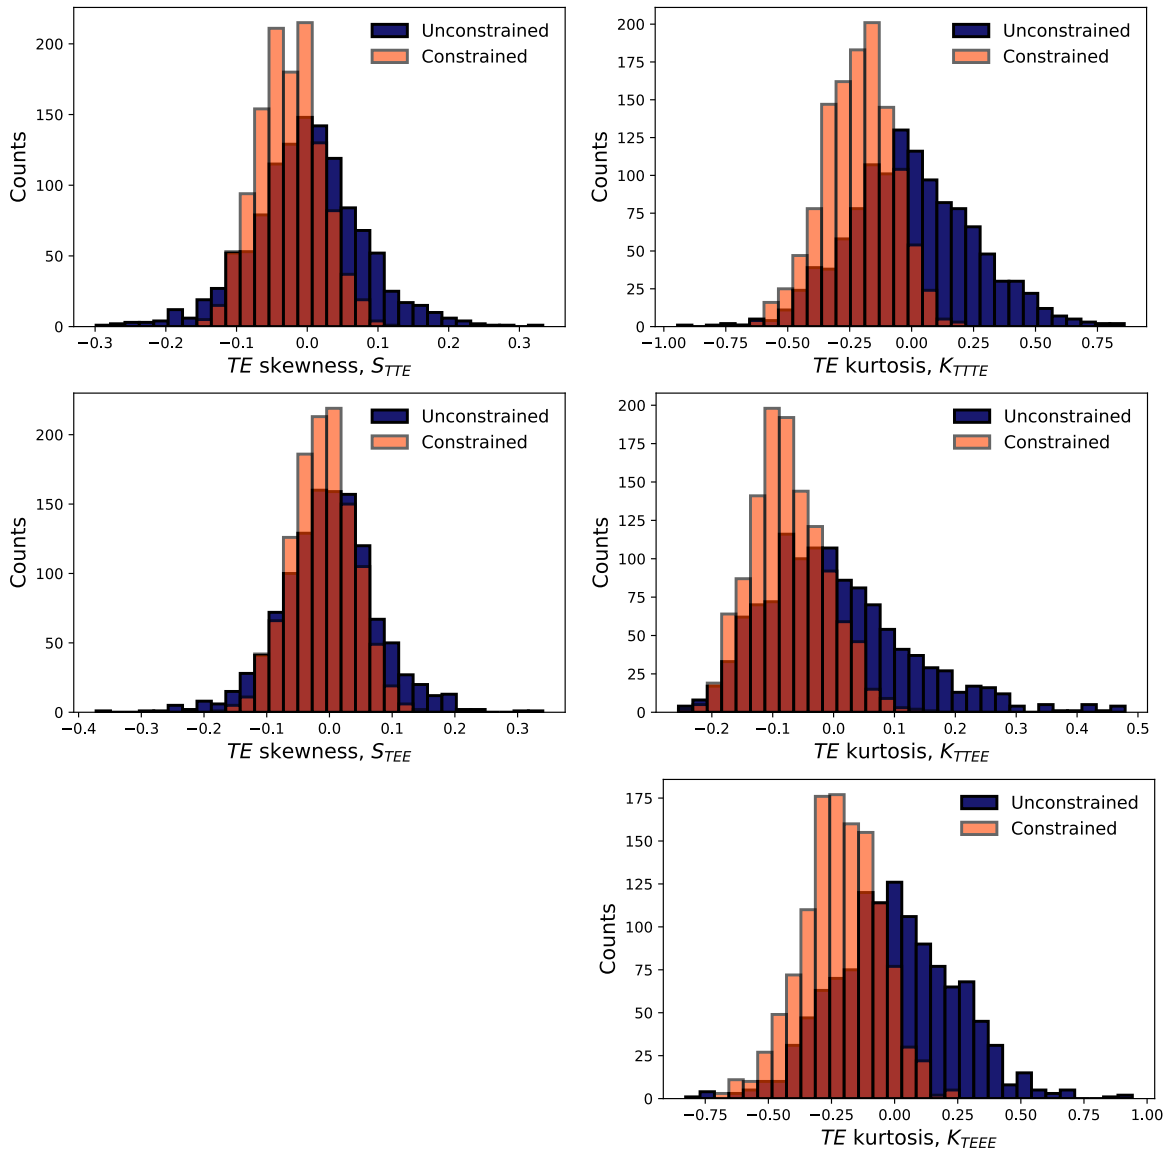 Unconstrained
Constrained
Counts
200
150
100
50
0
−0.3 −0.2 −0.1 0.0 0.1 0.2 0.3
TE skewness, S_TTE
Unconstrained
Constrained
Counts
200
175
150
125
100
75
50
25
0
−1.00 −0.75 −0.50 −0.25 0.00 0.25 0.50 0.75
TE kurtosis, K_TTTE
Unconstrained
Constrained
Counts
200
150
100
50
0
−0.4 −0.3 −0.2 −0.1 0.0 0.1 0.2 0.3
TE skewness, S_TEE
Unconstrained
Constrained
Counts
200
175
150
125
100
75
50
25
0
−0.2 −0.1 0.0 0.1 0.2 0.3 0.4 0.5
TE kurtosis, K_TTEE
Unconstrained
Constrained
Counts
175
150
125
100
75
50
25
0
−0.75 −0.50 −0.25 0.00 0.25 0.50 0.75 1.00
TE kurtosis, K_TEEE